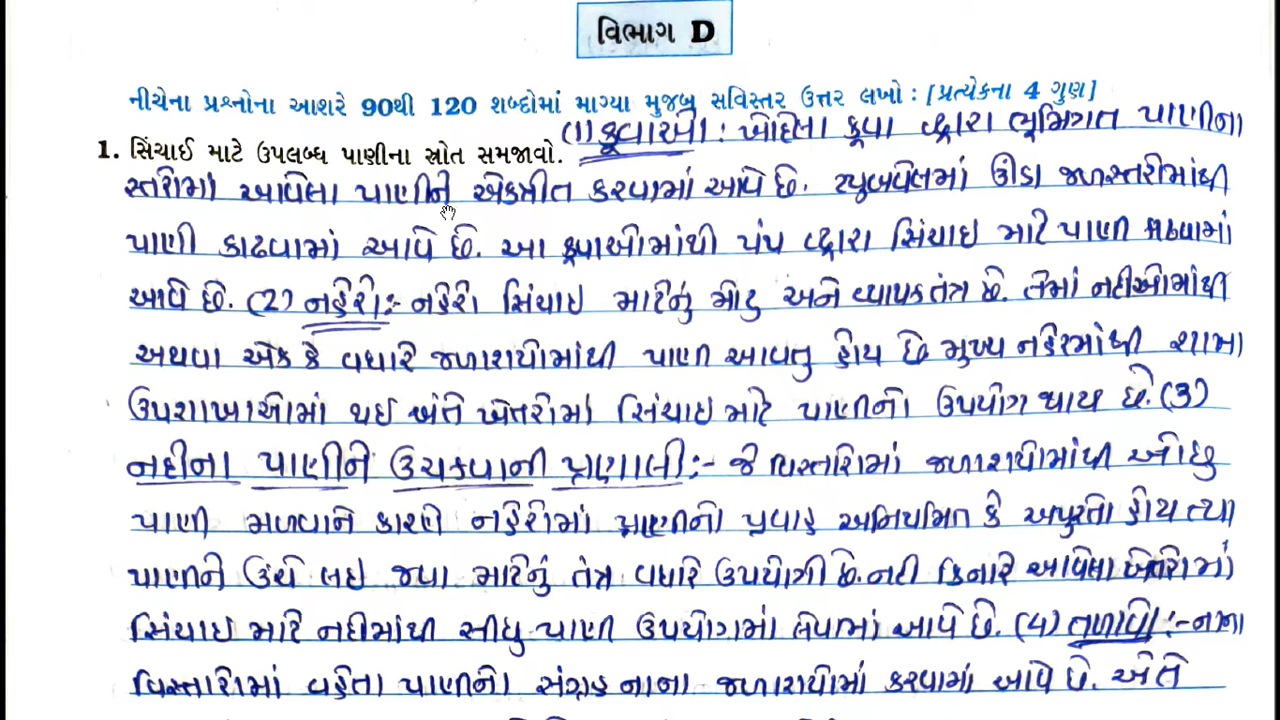 વિભાગ D
નીચેના પ્રશ્નોના આશરે 90થી 120 શબ્દોમાં માગ્યા મુજબ સવિસ્તર ઉત્તર લખો : [પ્રત્યેકના 4 ગુણ]
1. સિંચાઈ માટે ઉપલબ્ધ પાણીના સ્રોત સમજાવો. (1) કૂવાઓ : ખોદેલા કૂવા દ્વારા ભૂમિગત પાણીના
સ્તરોમાં આવેલા પાણીને એકત્રીત કરવામાં આવે છે. ટ્યુબવેલમાં ઊંડા જળસ્તરોમાંથી
પાણી કાઢવામાં આવે છે. આ કૂવાઓમાંથી પંપ દ્વારા સિંચાઇ માટે પાણી મેળવવામાં
આવે છે. (2) નહેરો:- નહેરો સિંચાઇ માટેનું મોટુ અને વ્યાપક તંત્ર છે. તેમાં નદીઓમાંથી
અથવા એક કે વધારે જળાશયોમાંથી પાણી આવતુ હોય છે મુખ્ય નહેરમાંથી શાખા
ઉપશાખાઓમાં થઇ અંતે ખેતરોમાં સિંચાઇ માટે પાણીનો ઉપયોગ થાય છે. (3)
નદીના પાણીને ઉચકવાની પ્રણાલી:- જે વિસ્તારોમાં જળાશયોમાંથી ઓછુ
પાણી મળવાને કારણે નહેરોમાં પાણીનો પ્રવાહ અનિયમિત કે અપુરતો હોય ત્યા
પાણીને ઉંચે લઇ જવા માટેનું તંત્ર વધારે ઉપયોગી છે. નદી કિનારે આવેલા ખેતરોમાં
સિંચાઇ માટે નદીમાંથી સીધુ પાણી ઉપયોગમાં લેવામાં આવે છે. (4) તળાવો:- નાના
વિસ્તારોમાં વહેતા પાણીનો સંગ્રહ નાના જળાશયોમાં કરવામાં આવે છે. એતે